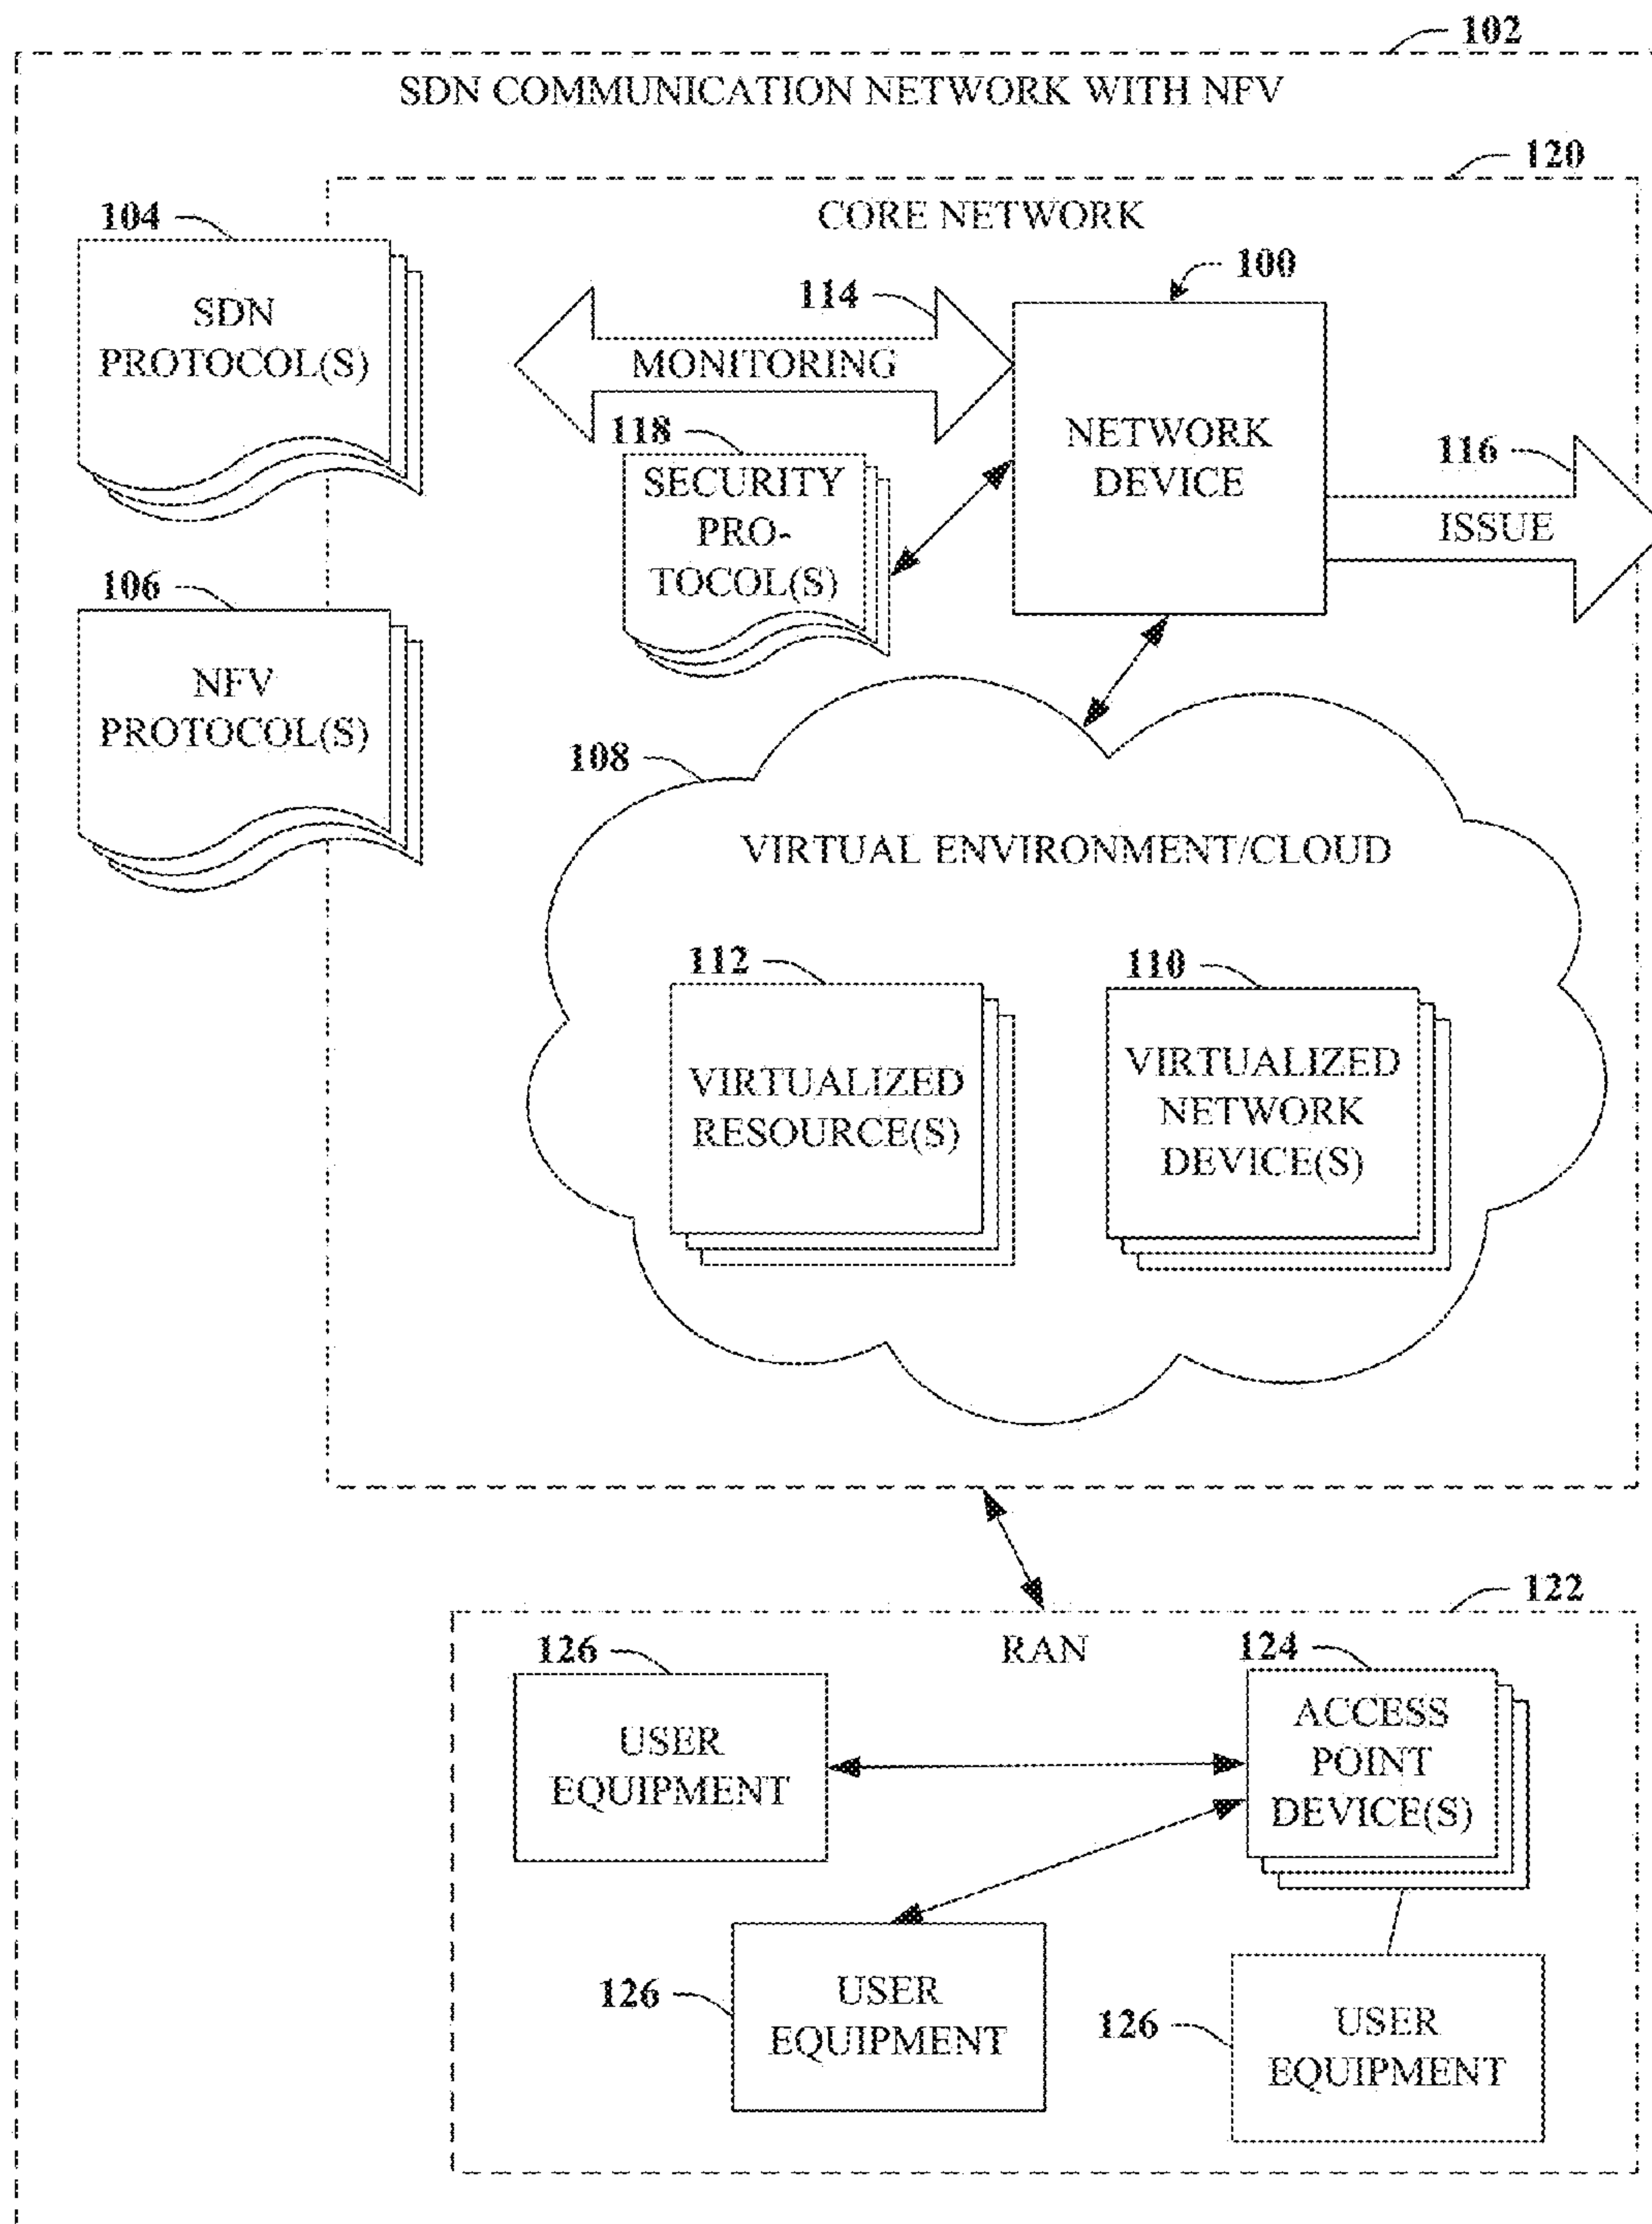 102
SDN COMMUNICATION NETWORK WITH NFV
120
CORE NETWORK
104
SDN
PROTOCOL(S)
114
MONITORING
100
NETWORK
DEVICE
118
SECURITY
PRO-
TOCOL(S)
116
ISSUE
106
NFV
PROTOCOL(S)
108
VIRTUAL ENVIRONMENT/CLOUD
112
VIRTUALIZED
RESOURCE(S)
110
VIRTUALIZED
NETWORK
DEVICE(S)
122
RAN
126
USER
EQUIPMENT
124
ACCESS
POINT
DEVICE(S)
126
USER
EQUIPMENT
126
USER
EQUIPMENT